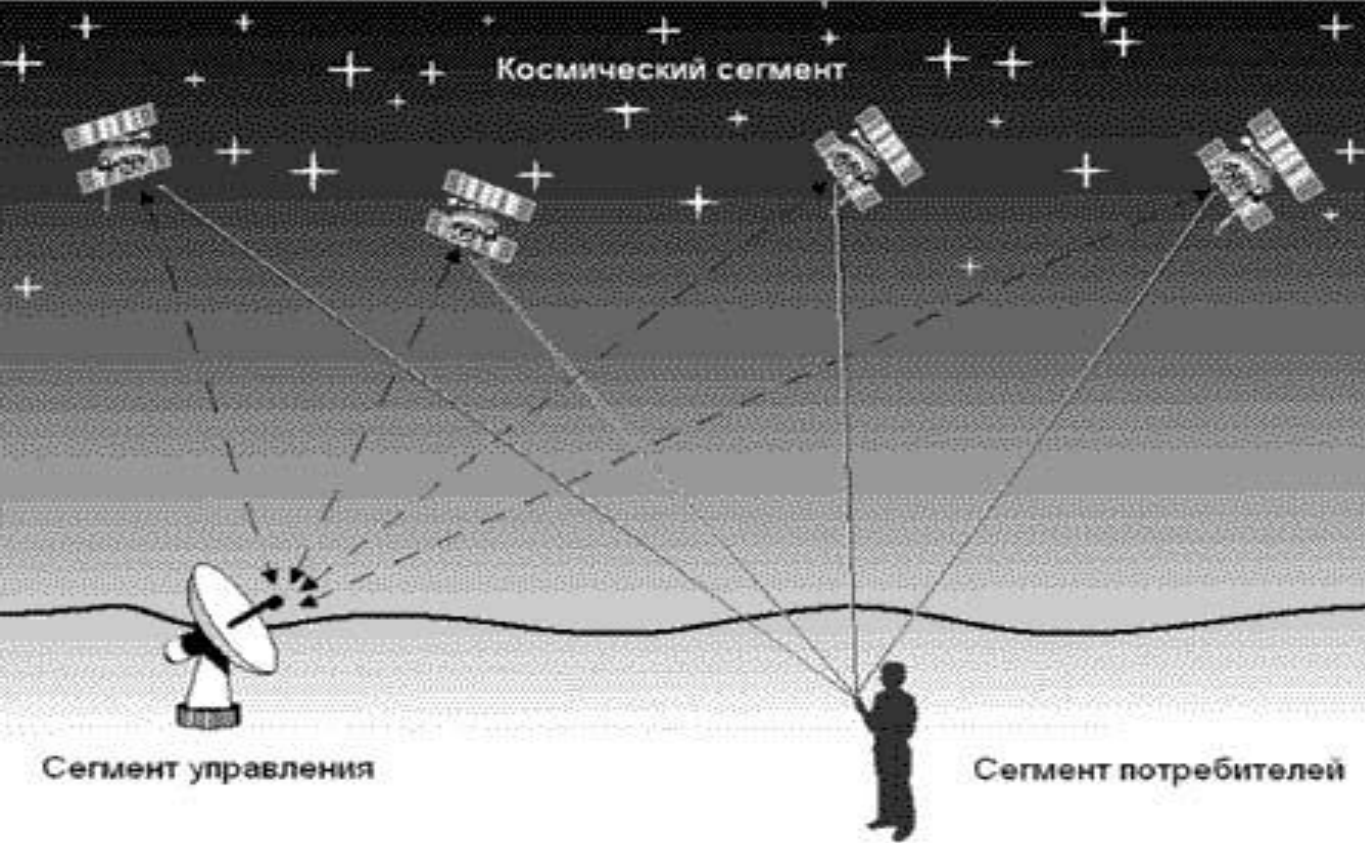 Космический сегмент
Сегмент управления
Сегмент потребителей